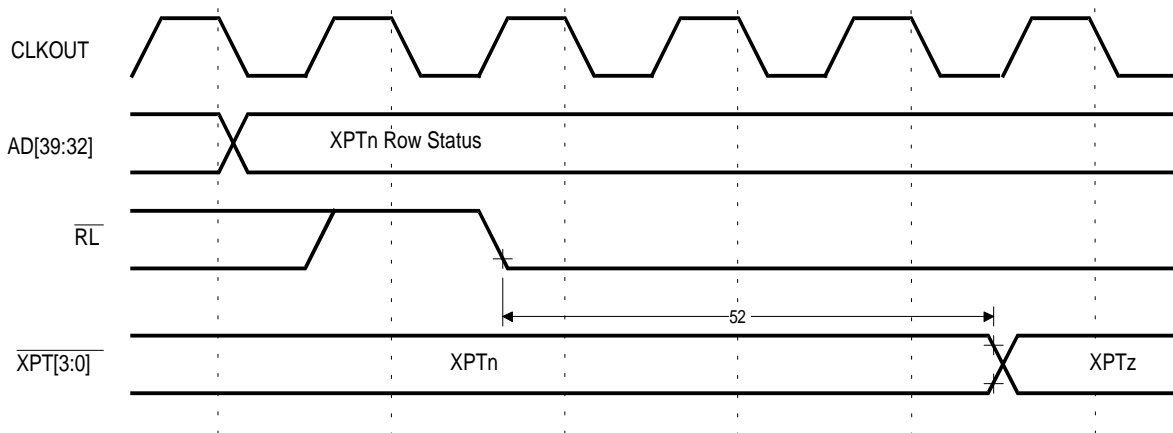 CLKOUT
AD[39:32]
XPTn Row Status
RL
52
XPT[3:0]
XPTn
XPTz